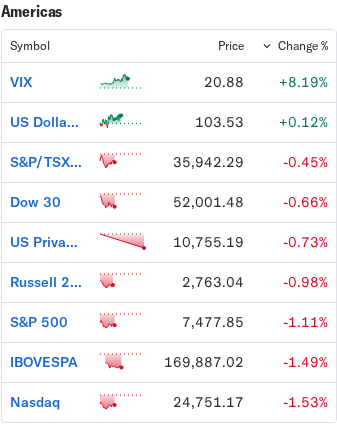 Americas
Symbol Price Change %
VIX 20.88 +8.19%
US Dolla... 103.53 +0.12%
S&P/TSX... 35,942.29 -0.45%
Dow 30 52,001.48 -0.66%
US Priva... 10,755.19 -0.73%
Russell 2... 2,763.04 -0.98%
S&P 500 7,477.85 -1.11%
IBOVESPA 169,887.02 -1.49%
Nasdaq 24,751.17 -1.53%